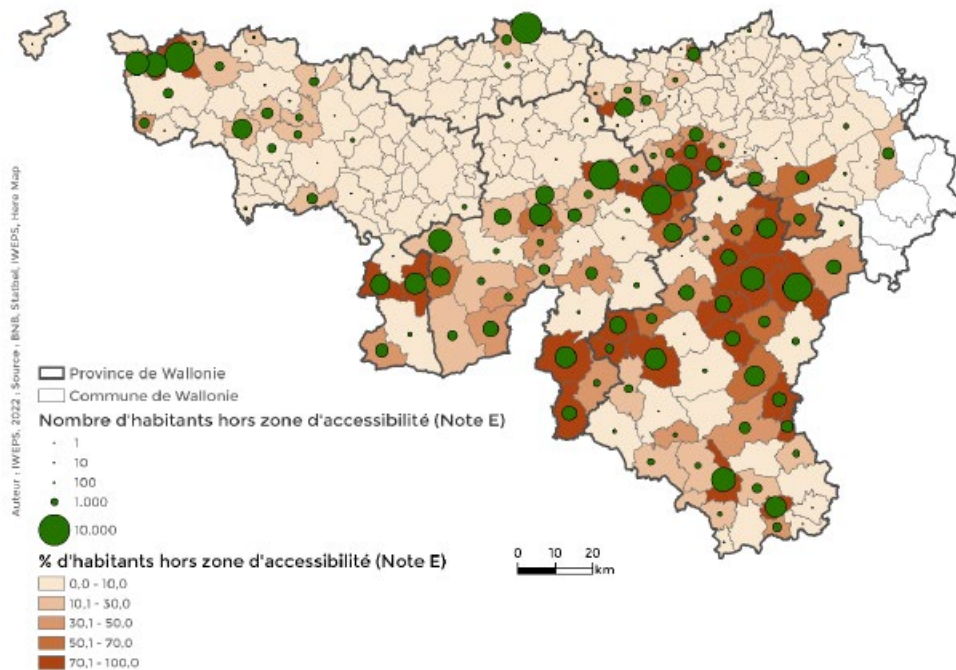 Auteur : IWEPS, 2022 ; Source : BNB, Statbel, IWEPS, Here Map
Province de Wallonie
Commune de Wallonie
Nombre d'habitants hors zone d'accessibilité (Note E)
1
10
100
1.000
10.000
% d'habitants hors zone d'accessibilité (Note E)
0,0 - 10,0
10,1 - 30,0
30,1 - 50,0
50,1 - 70,0
70,1 - 100,0
0 10 20
km